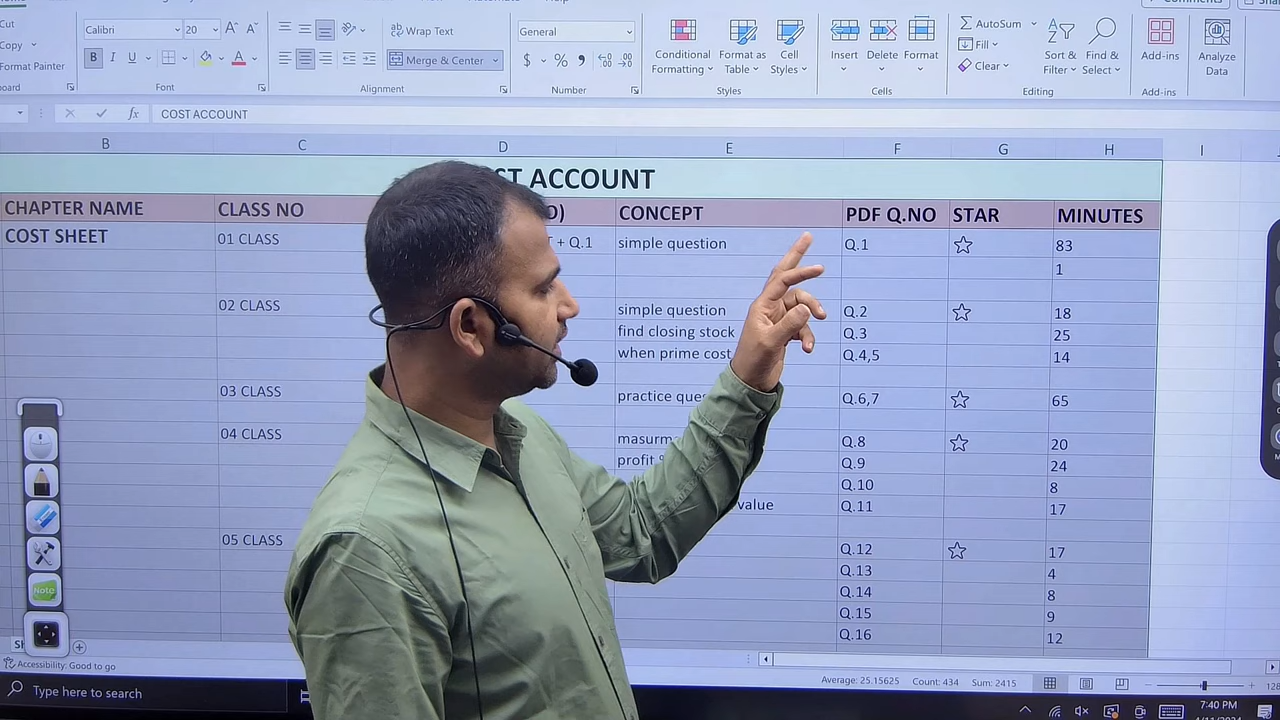 Cut
Copy
Format Painter
Calibri 20
Font
Wrap Text
Merge & Center
Alignment
General
Number
Conditional Formatting
Format as Table
Cell Styles
Styles
Insert Delete Format
Cells
AutoSum
Fill
Clear
Sort & Filter
Find & Select
Editing
Add-ins
Add-ins
Analyze Data
fx COST ACCOUNT
B C D E F G H I
ST ACCOUNT
CHAPTER NAME CLASS NO CONCEPT PDF Q.NO STAR MINUTES
COST SHEET 01 CLASS + Q.1 simple question Q.1 83
1
02 CLASS simple question Q.2 18
find closing stock Q.3 25
when prime cost Q.4,5 14
03 CLASS practice Q.6,7 65
04 CLASS Q.8 20
profit Q.9 24
Q.10 8
value Q.11 17
05 CLASS Q.12 17
Q.13 4
Q.14 8
Q.15 9
Q.16 12
Note
Accessibility: Good to go
Average: 25.15625 Count: 434 Sum: 2415
Type here to search
7:40 PM